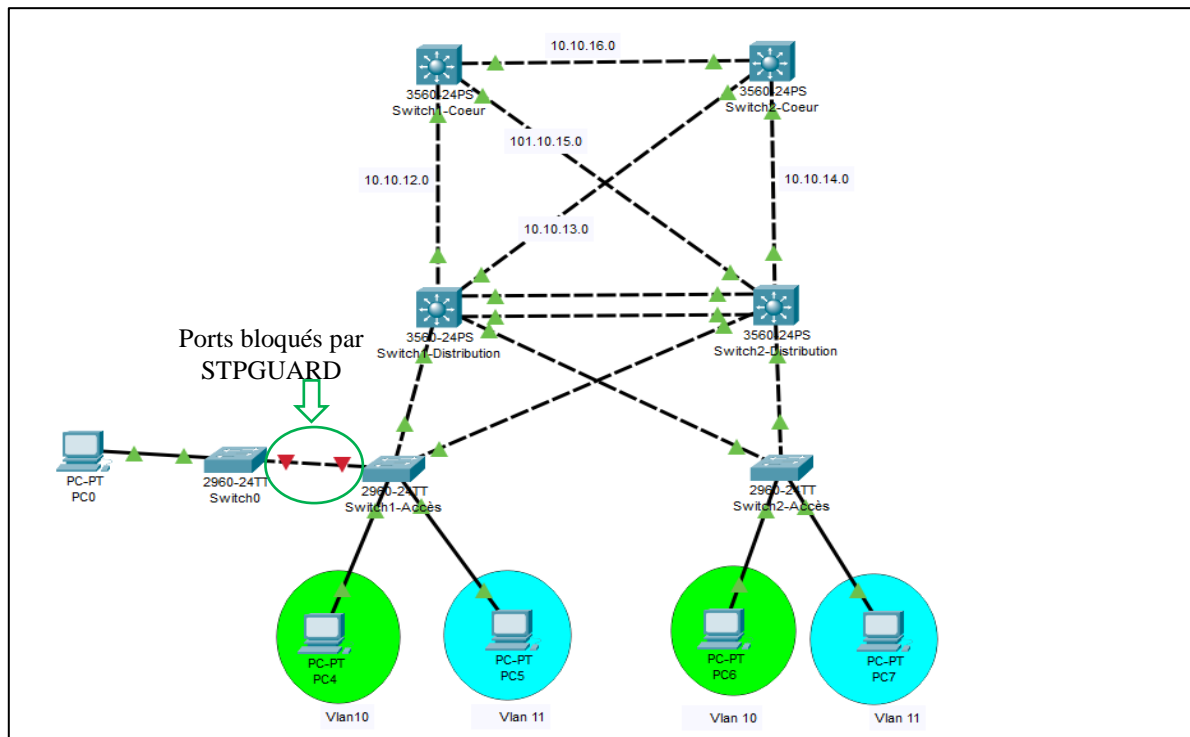 10.10.16.0
3560-24PS
Switch1-Coeur
3560-24PS
Switch2-Coeur
101.10.15.0
10.10.12.0
10.10.14.0
10.10.13.0
Ports bloqués par
STPGUARD
3560-24PS
Switch1-Distribution
3560-24PS
Switch2-Distribution
PC-PT
PC0
2960-24TT
Switch0
2960-24TT
Switch1-Accès
2960-24TT
Switch2-Accès
PC-PT
PC4
PC-PT
PC5
PC-PT
PC6
PC-PT
PC7
Vlan10
Vlan 11
Vlan 10
Vlan 11